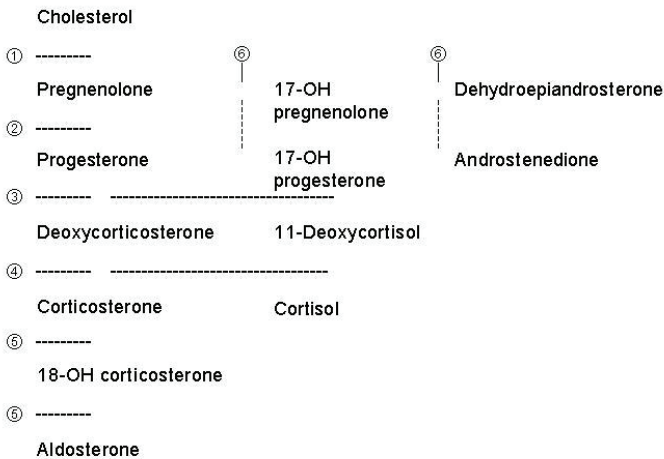 Cholesterol
① ⑥ ⑥
Pregnenolone 17-OH pregnenolone Dehydroepiandrosterone
②
Progesterone 17-OH progesterone Androstenedione
③
Deoxycorticosterone 11-Deoxycortisol
④
Corticosterone Cortisol
⑤
18-OH corticosterone
⑤
Aldosterone